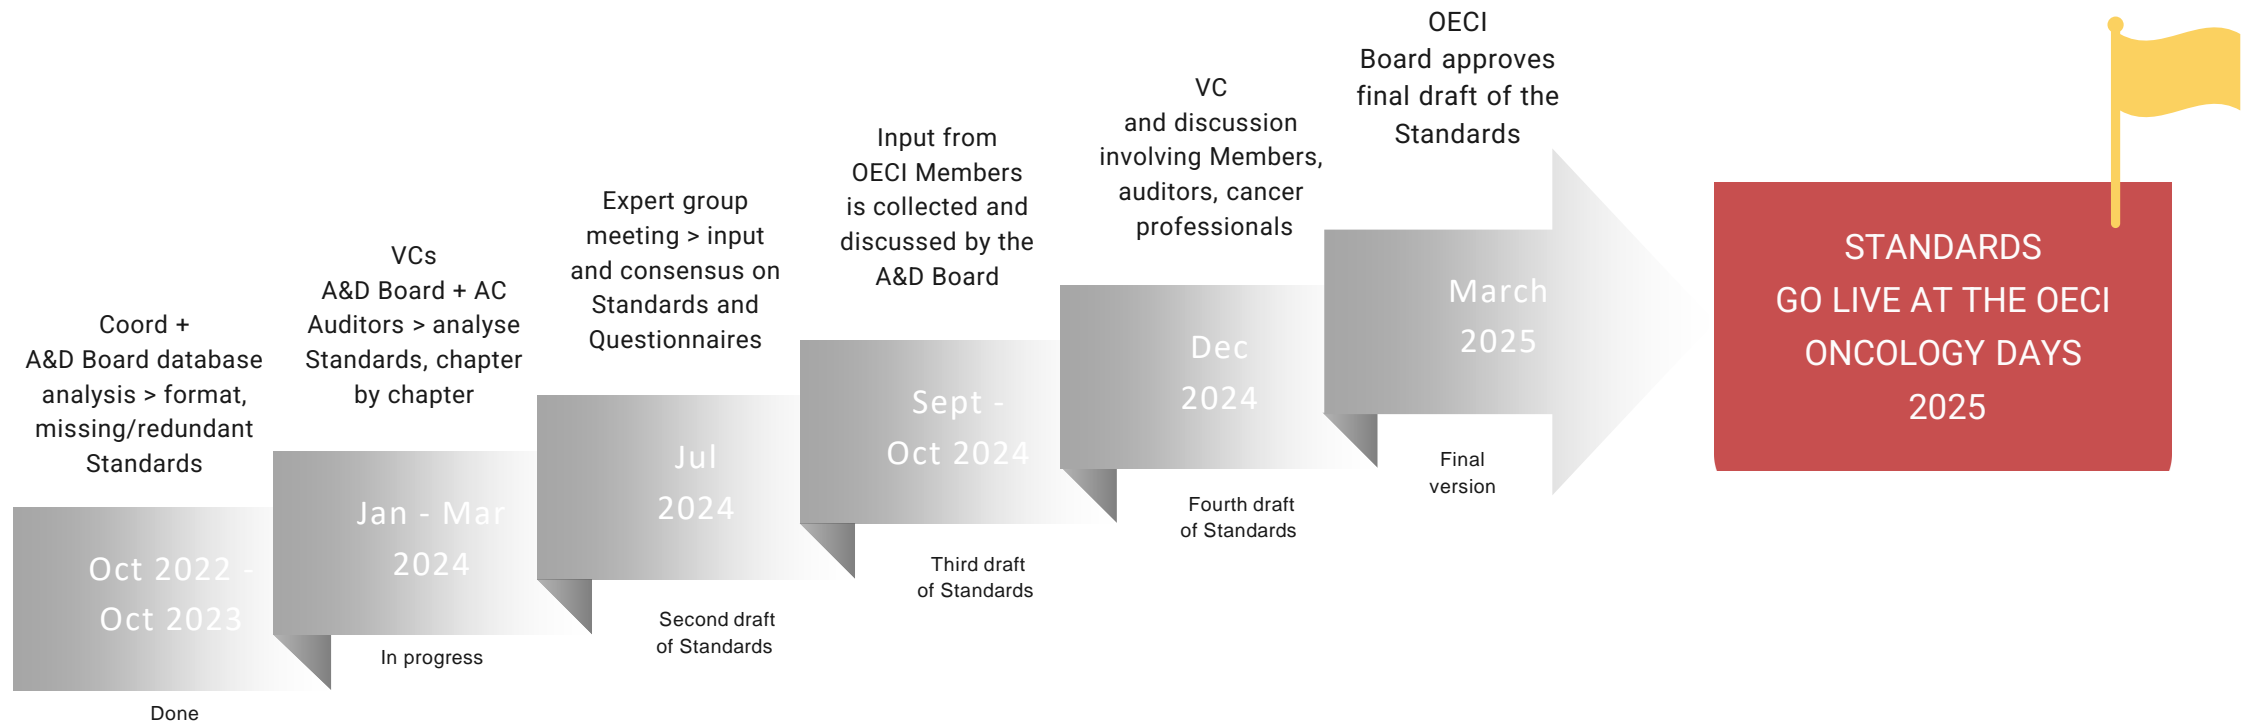 Coord +
A&D Board database
analysis > format,
missing/redundant
Standards
Oct 2022 -
Oct 2023
Done
VCs
A&D Board + AC
Auditors > analyse
Standards, chapter
by chapter
Jan - Mar
2024
In progress
Expert group
meeting > input
and consensus on
Standards and
Questionnaires
Jul
2024
Second draft
of Standards
Input from
OECI Members
is collected and
discussed by the
A&D Board
Sept -
Oct 2024
Third draft
of Standards
VC
and discussion
involving Members,
auditors, cancer
professionals
Dec
2024
Fourth draft
of Standards
OECI
Board approves
final draft of the
Standards
March
2025
Final
version
STANDARDS
GO LIVE AT THE OECI
ONCOLOGY DAYS
2025